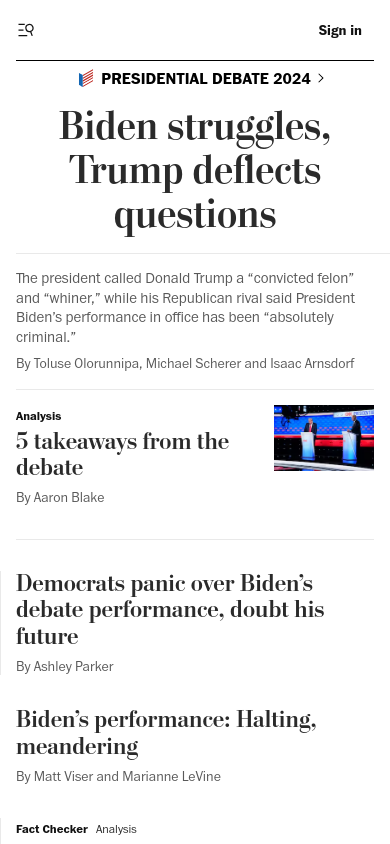 Sign in
PRESIDENTIAL DEBATE 2024
Biden struggles,
Trump deflects
questions
The president called Donald Trump a “convicted felon”
and “whiner,” while his Republican rival said President
Biden’s performance in office has been “absolutely
criminal.”
By Toluse Olorunnipa, Michael Scherer and Isaac Arnsdorf
Analysis
5 takeaways from the
debate
By Aaron Blake
Democrats panic over Biden’s
debate performance, doubt his
future
By Ashley Parker
Biden’s performance: Halting,
meandering
By Matt Viser and Marianne LeVine
Fact Checker Analysis